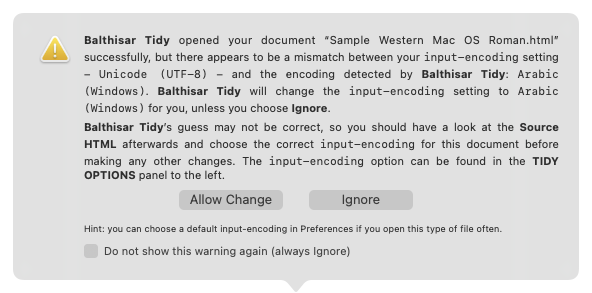 Balthisar Tidy opened your document “Sample Western Mac OS Roman.html”
successfully, but there appears to be a mismatch between your input-encoding setting
– Unicode (UTF-8) – and the encoding detected by Balthisar Tidy: Arabic
(Windows). Balthisar Tidy will change the input-encoding setting to Arabic
(Windows) for you, unless you choose Ignore.
Balthisar Tidy’s guess may not be correct, so you should have a look at the Source
HTML afterwards and choose the correct input-encoding for this document before
making any other changes. The input-encoding option can be found in the TIDY
OPTIONS panel to the left.
Allow Change Ignore
Hint: you can choose a default input-encoding in Preferences if you open this type of file often.
Do not show this warning again (always Ignore)